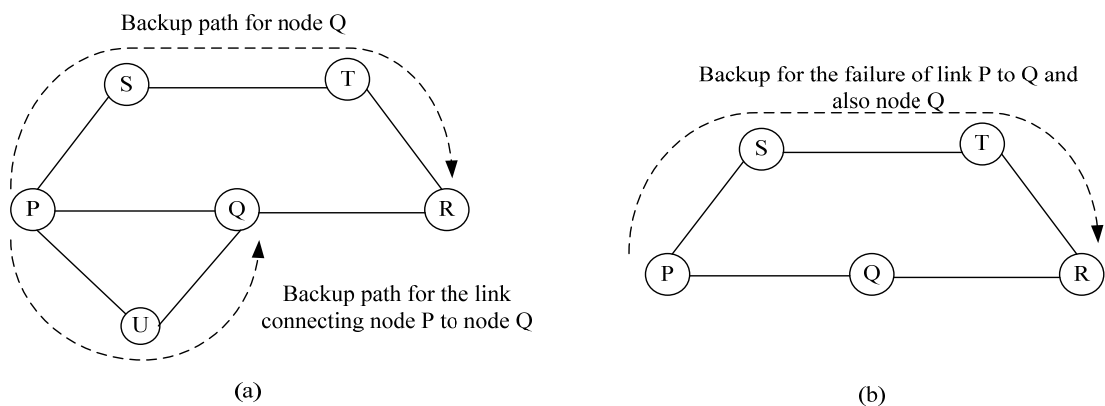 Backup path for node Q
S
T
P
Q
R
U
Backup path for the link
connecting node P to node Q
(a)
Backup for the failure of link P to Q and
also node Q
S
T
P
Q
R
(b)